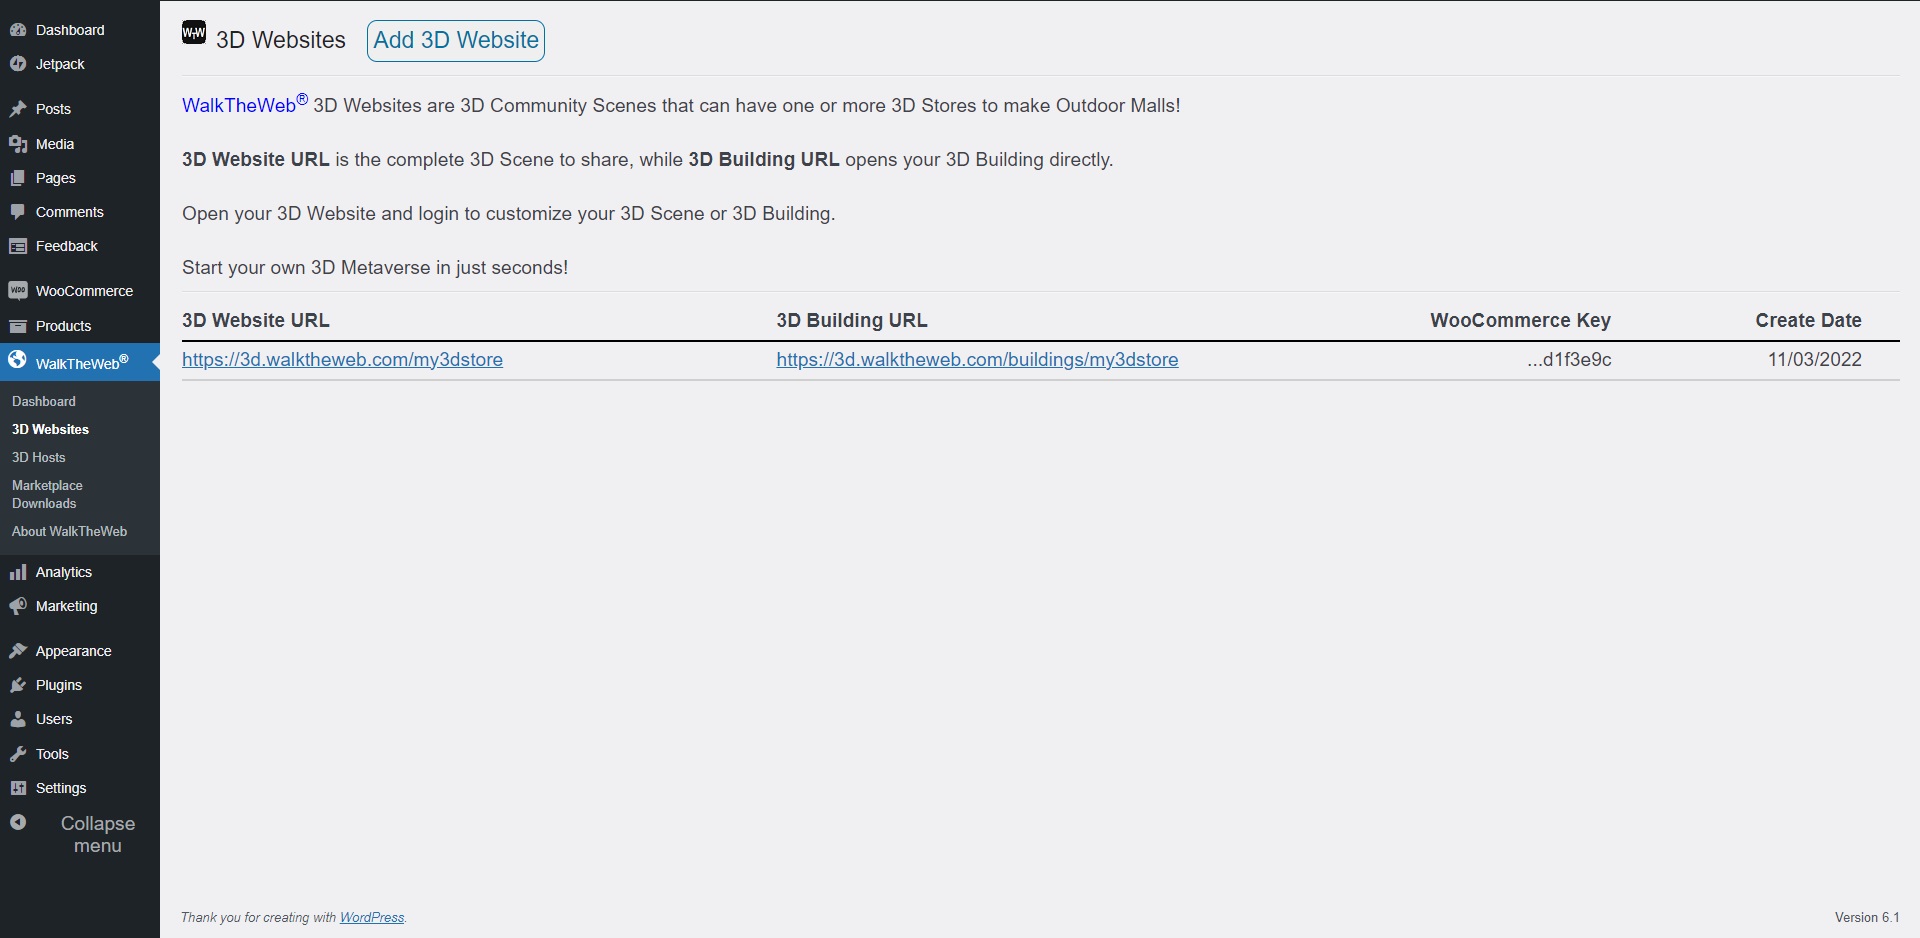 Dashboard
Jetpack
Posts
Media
Pages
Comments
Feedback
WOO WooCommerce
Products
WalkTheWeb®
Dashboard
3D Websites
3D Hosts
Marketplace
Downloads
About WalkTheWeb
Analytics
Marketing
Appearance
Plugins
Users
Tools
Settings
Collapse
menu
WTW 3D Websites Add 3D Website
WalkTheWeb® 3D Websites are 3D Community Scenes that can have one or more 3D Stores to make Outdoor Malls!
3D Website URL is the complete 3D Scene to share, while 3D Building URL opens your 3D Building directly.
Open your 3D Website and login to customize your 3D Scene or 3D Building.
Start your own 3D Metaverse in just seconds!
3D Website URL 3D Building URL WooCommerce Key Create Date
https://3d.walktheweb.com/my3dstore https://3d.walktheweb.com/buildings/my3dstore ...d1f3e9c 11/03/2022
Thank you for creating with WordPress. Version 6.1